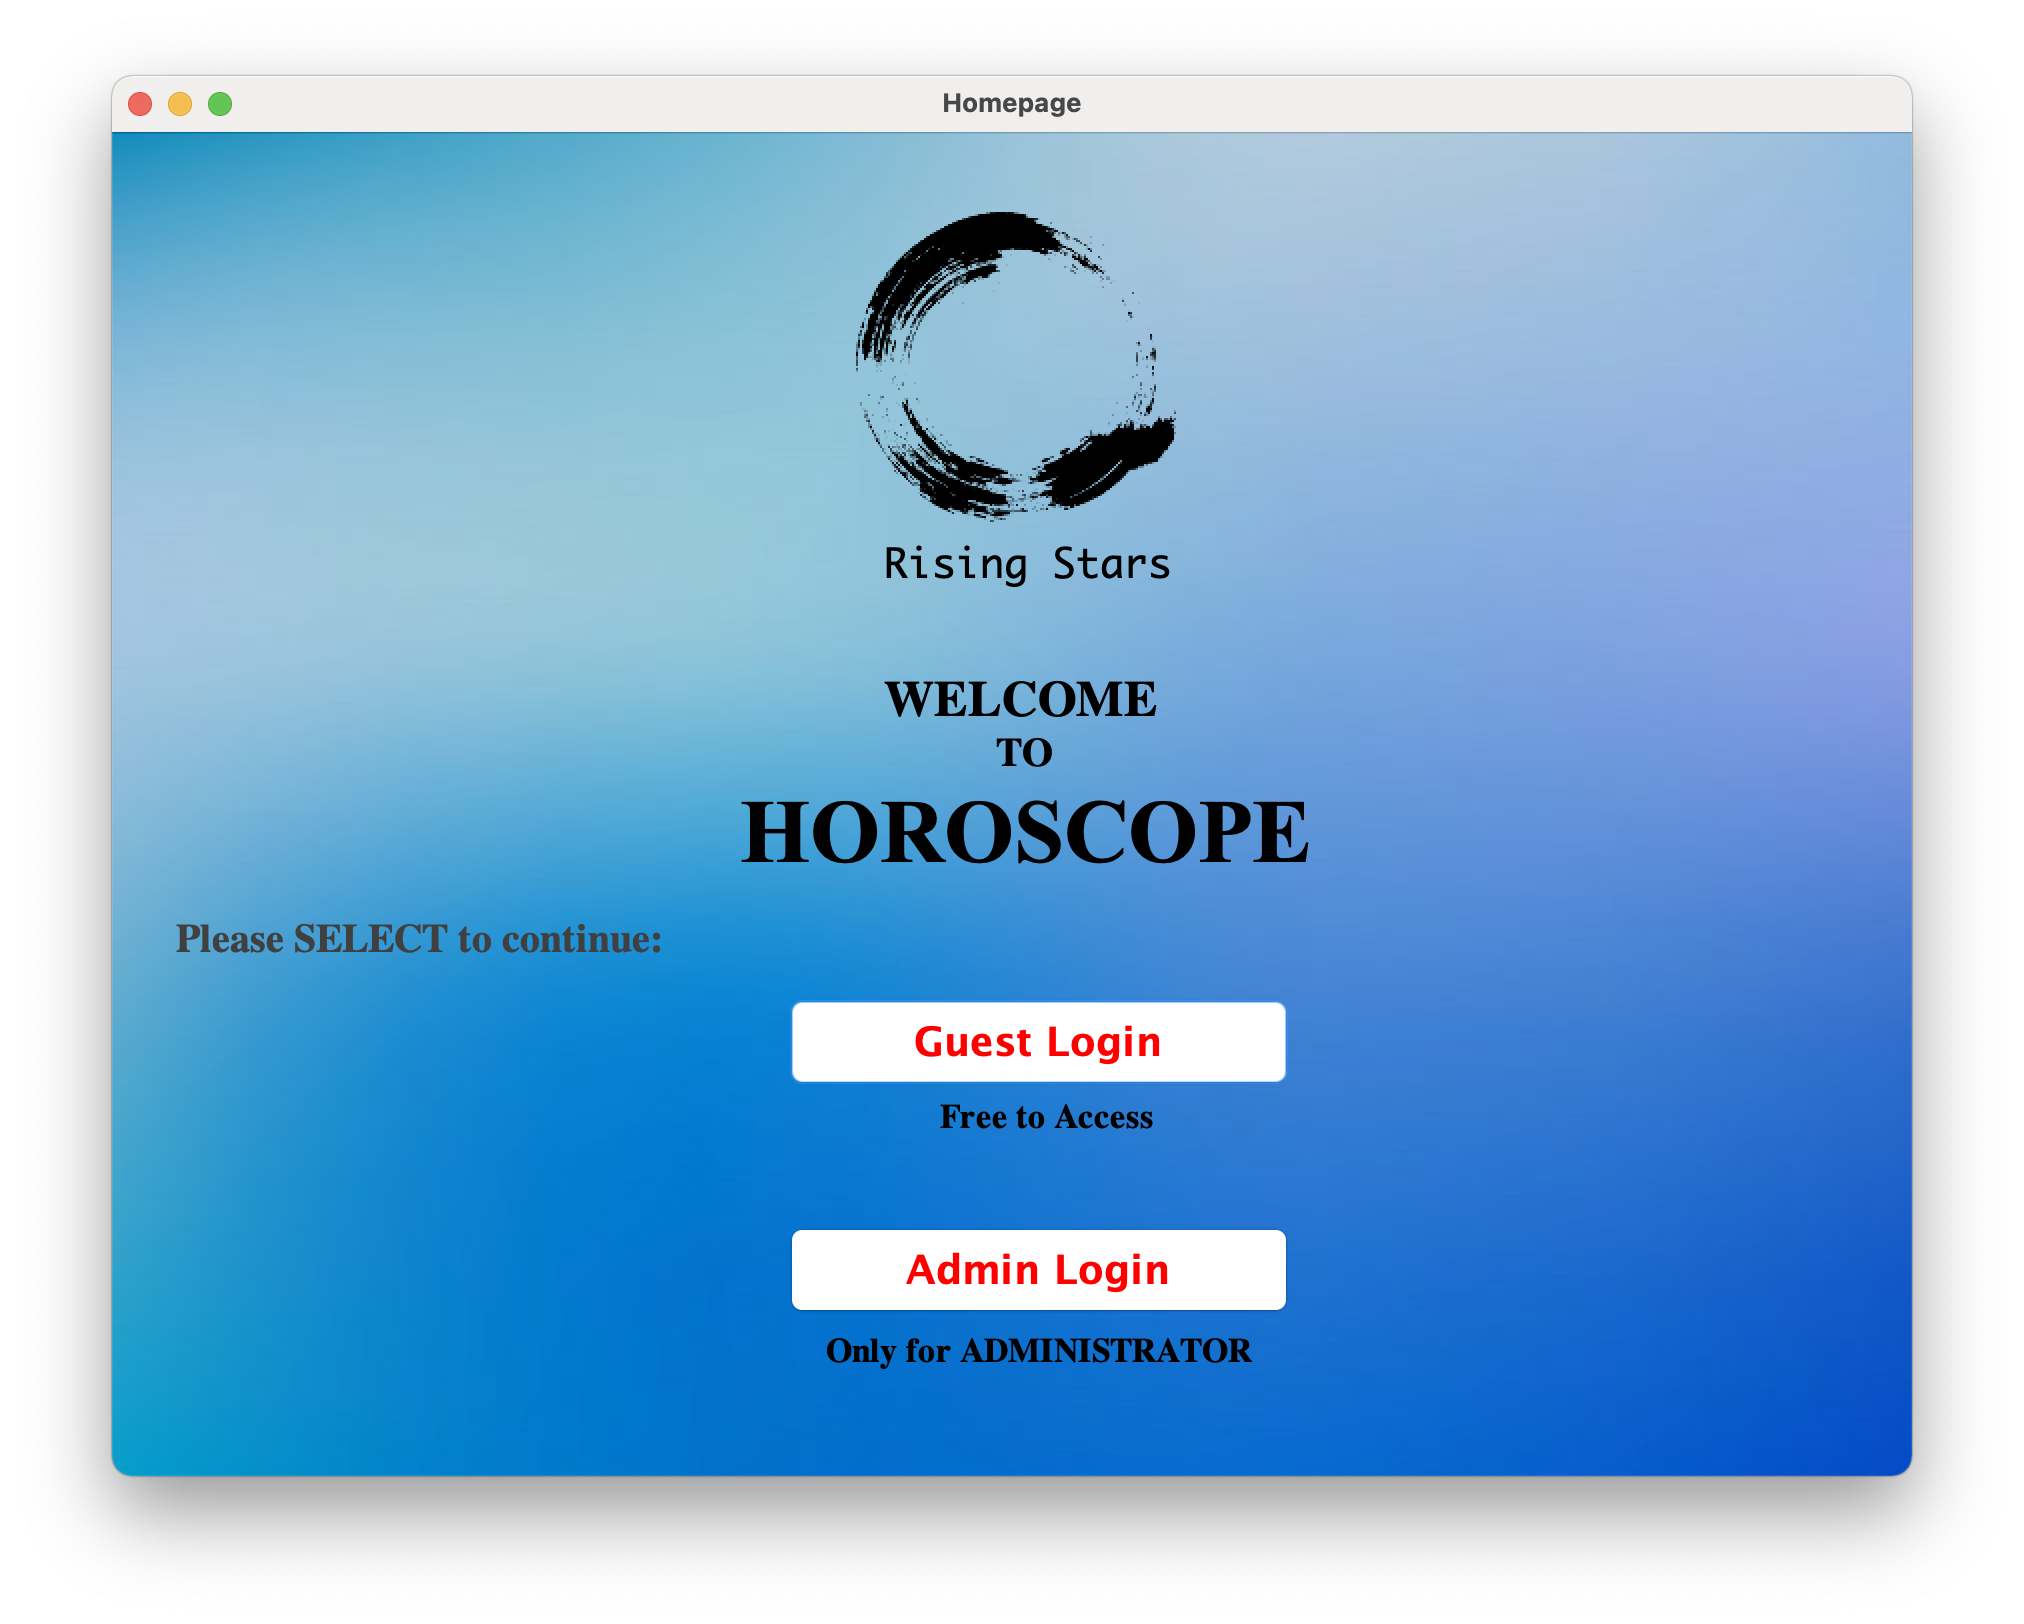 Homepage
Rising Stars
WELCOME
TO
HOROSCOPE
Please SELECT to continue:
Guest Login
Free to Access
Admin Login
Only for ADMINISTRATOR